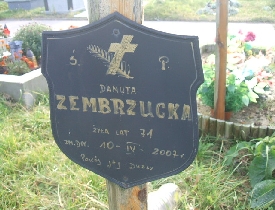 Ś. P.
DANUTA
ZEMBRZUCKA
ŻYŁA LAT 71
ZM. DN. 10-IV-2007 r
Pokój Jej Duszy